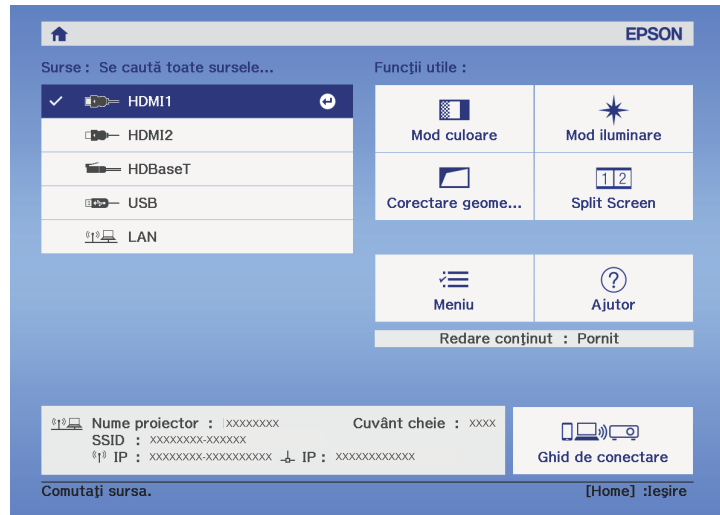 EPSON
Surse : Se caută toate sursele...
HDMI1
HDMI2
HDBaseT
USB
LAN
Funcții utile :
Mod culoare
Mod iluminare
Corectare geome...
1 2
Split Screen
Meniu
? Ajutor
Redare conținut : Pornit
Nume proiector : xxxxxxxx Cuvânt cheie : xxxx
SSID : xxxxxxxx-xxxxxx
IP : xxxxxxxx-xxxxxxxxxx IP : xxxxxxxxxxxx
Ghid de conectare
Comutați sursa.
[Home] :Ieșire